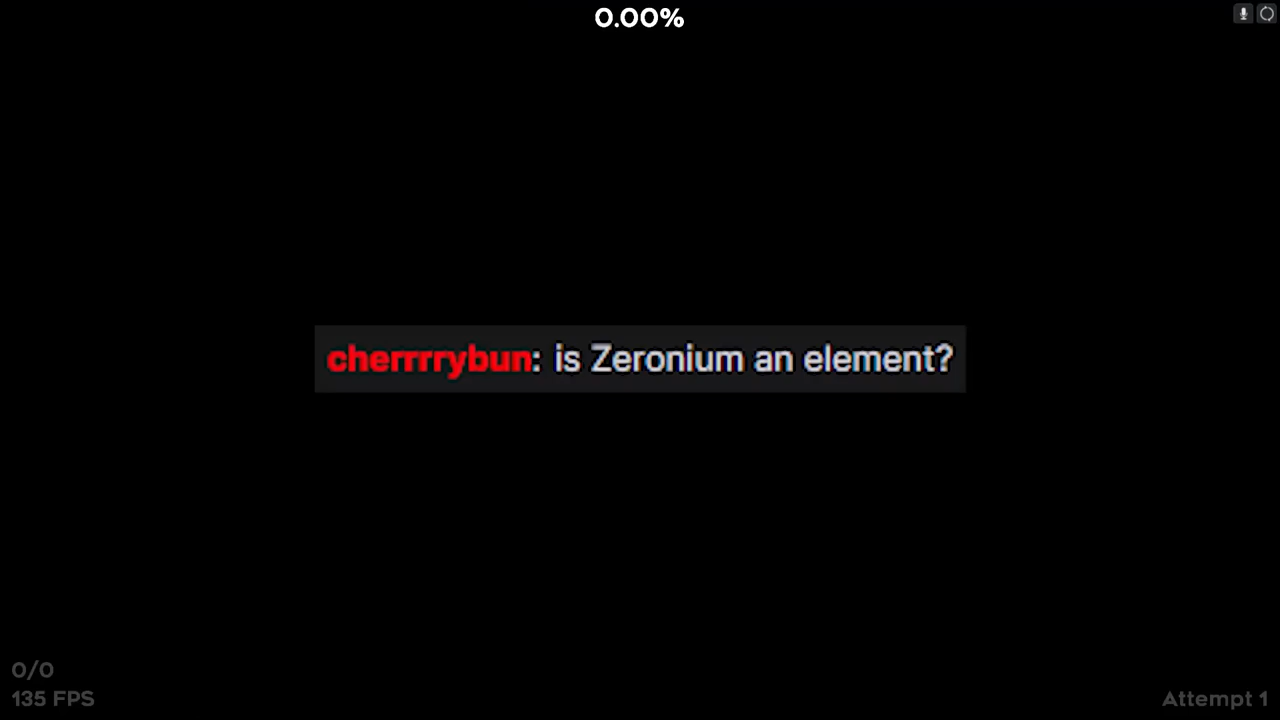 0.00%
cherrrrybun: is Zeronium an element?
0/0
135 FPS
Attempt 1